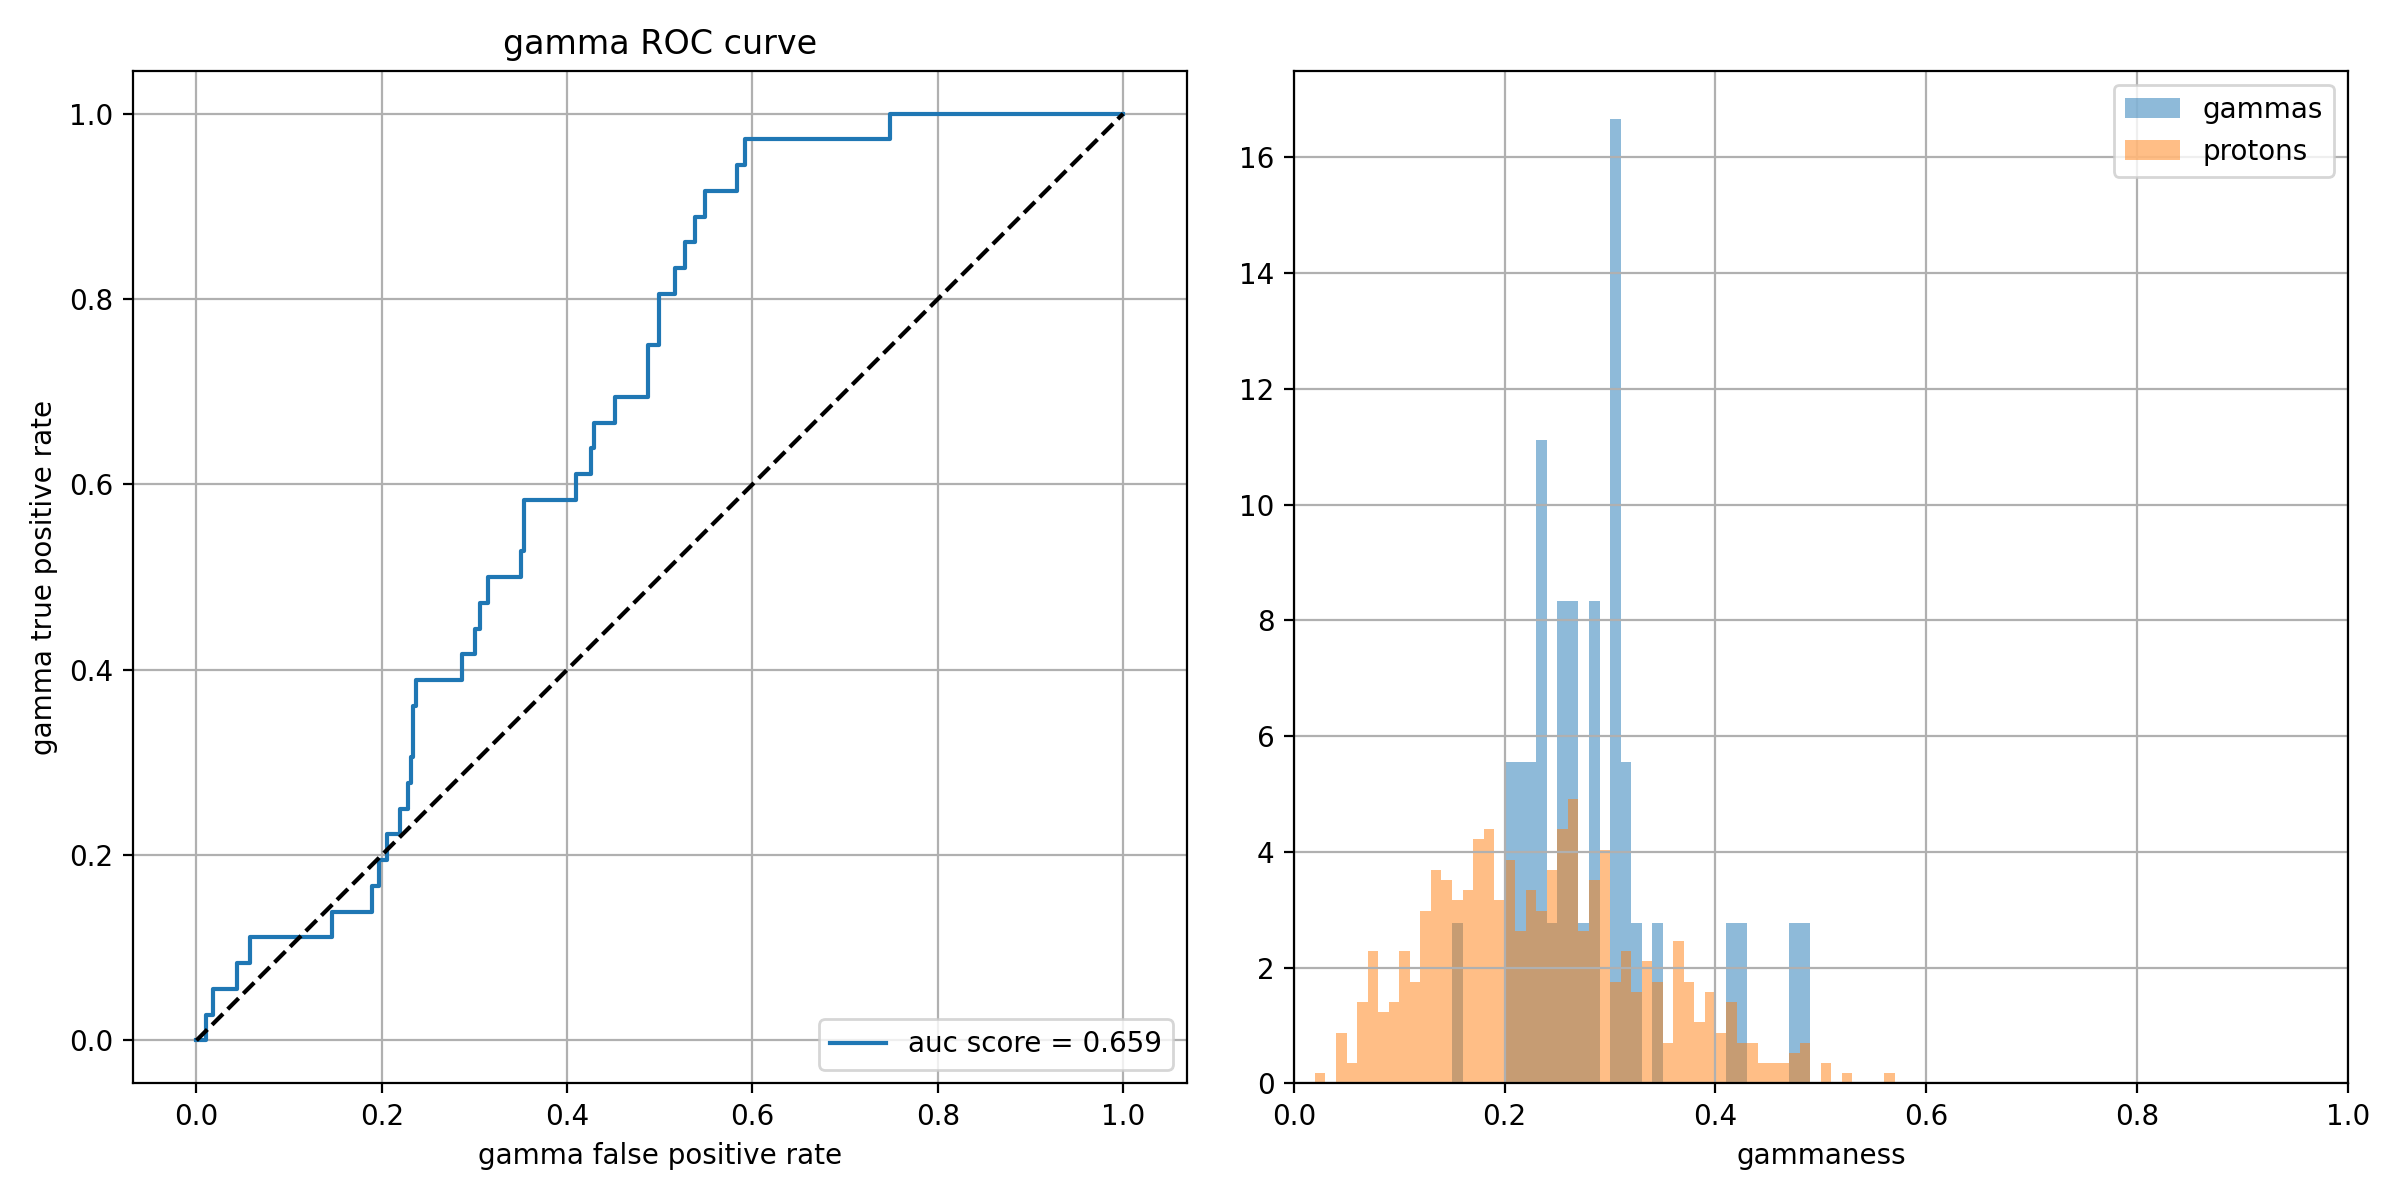 gamma ROC curve
1.0
0.8
0.6
0.4
0.2
0.0
gamma true positive rate
auc score = 0.659
0.0 0.2 0.4 0.6 0.8 1.0
gamma false positive rate
gammas
protons
16
14
12
10
8
6
4
2
0
0.0 0.2 0.4 0.6 0.8 1.0
gammaness